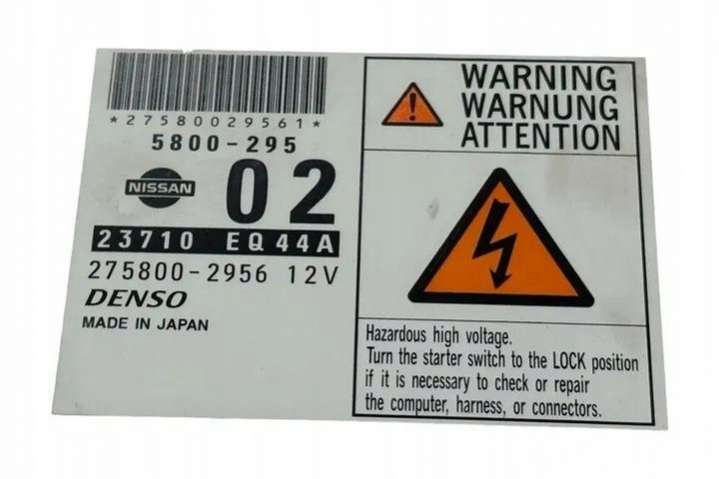 *27580029561*
5800-295
NISSAN
02
23710 EQ44A
275800-2956 12V
DENSO
MADE IN JAPAN
WARNING
WARNUNG
ATTENTION
Hazardous high voltage.
Turn the starter switch to the LOCK position
if it is necessary to check or repair
the computer, harness, or connectors.